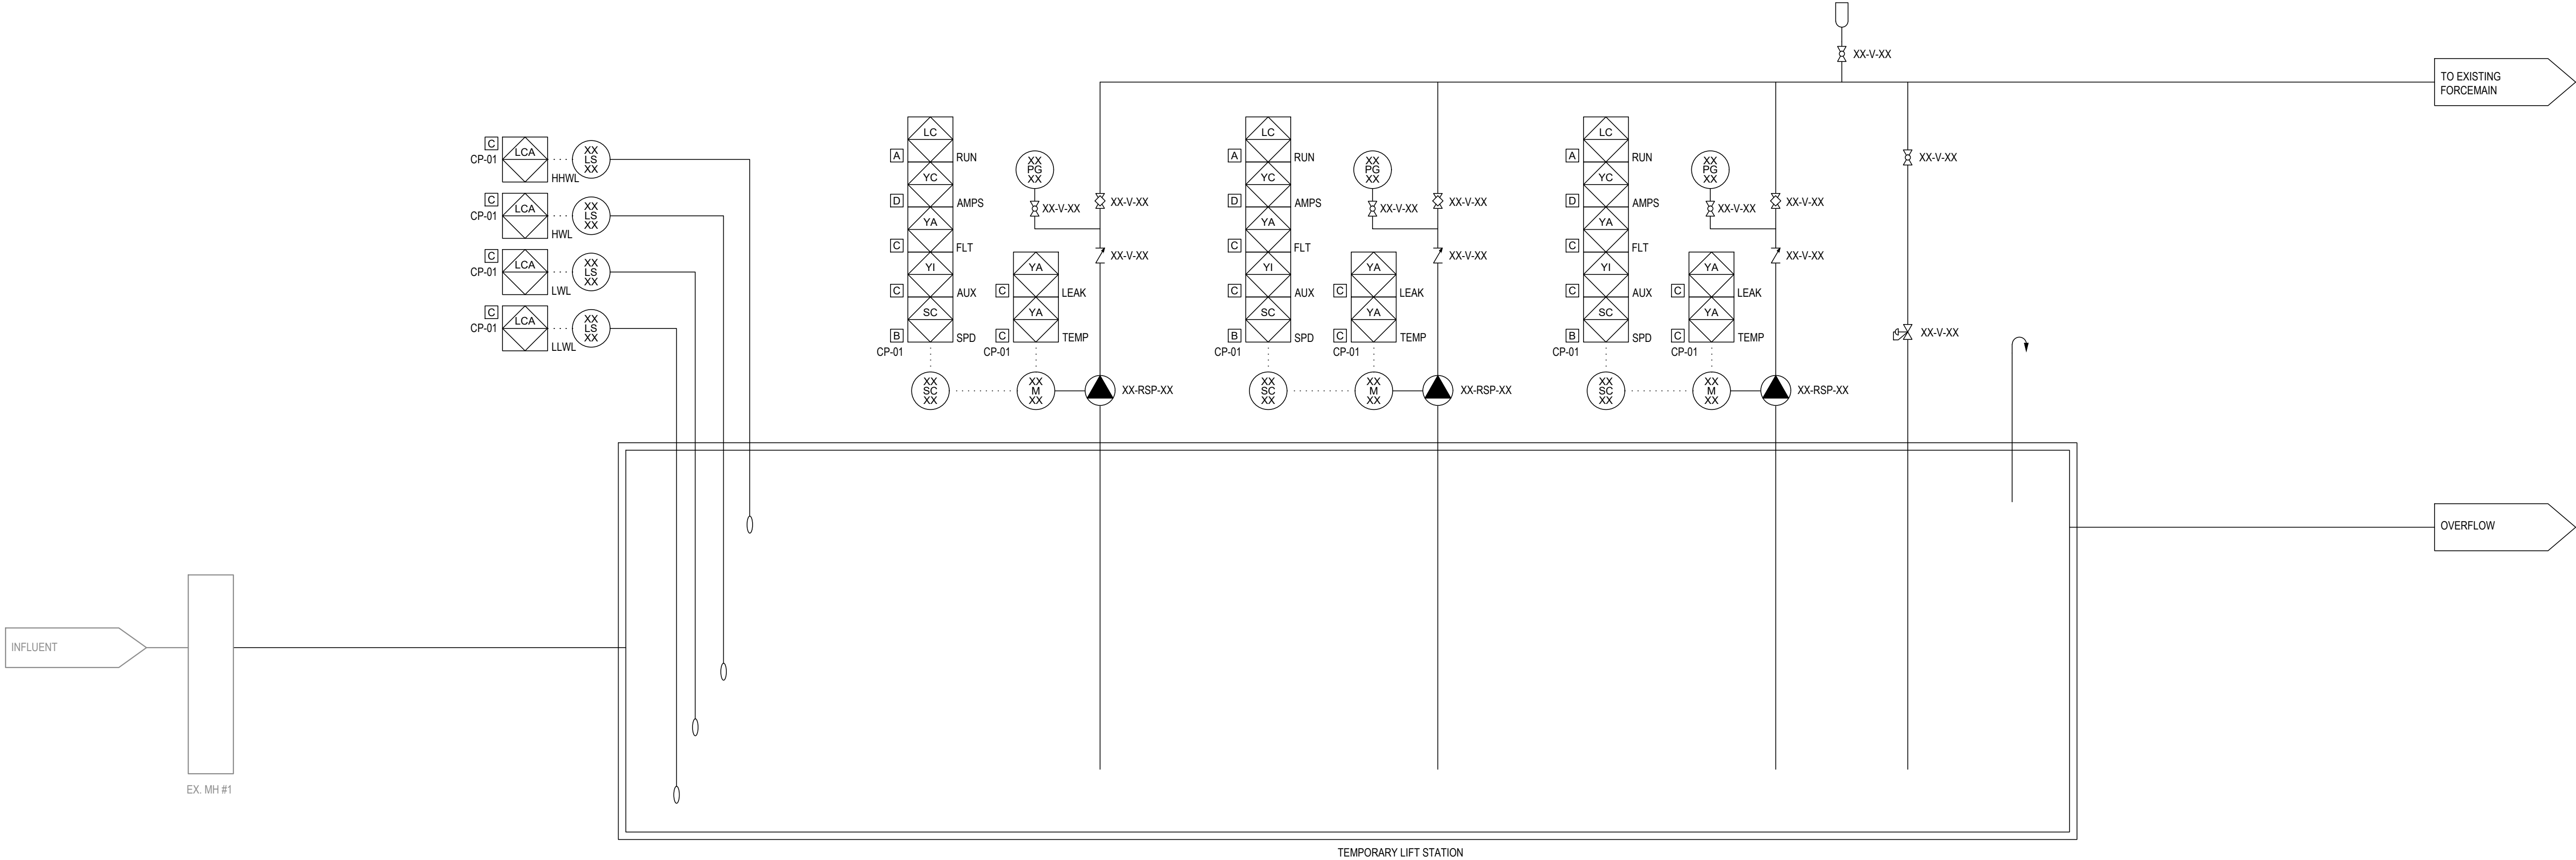 XX-V-XX
TO EXISTING
FORCEMAIN
C
CP-01
LCA
XX
LS
XX
HHWL
C
CP-01
LCA
XX
LS
XX
HWL
C
CP-01
LCA
XX
LS
XX
LWL
C
CP-01
LCA
XX
LS
XX
LLWL
LC
A
RUN
YC
D
AMPS
YA
C
FLT
YI
C
AUX
SC
B
SPD
CP-01
XX
PG
XX
XX-V-XX
XX-V-XX
XX-V-XX
YA
C
LEAK
YA
C
TEMP
CP-01
XX
SC
XX
XX
M
XX
XX-RSP-XX
LC
A
RUN
YC
D
AMPS
YA
C
FLT
YI
C
AUX
SC
B
SPD
CP-01
XX
PG
XX
XX-V-XX
XX-V-XX
XX-V-XX
YA
C
LEAK
YA
C
TEMP
CP-01
XX
SC
XX
XX
M
XX
XX-RSP-XX
LC
A
RUN
YC
D
AMPS
YA
C
FLT
YI
C
AUX
SC
B
SPD
CP-01
XX
PG
XX
XX-V-XX
XX-V-XX
XX-V-XX
YA
C
LEAK
YA
C
TEMP
CP-01
XX
SC
XX
XX
M
XX
XX-RSP-XX
XX-V-XX
XX-V-XX
OVERFLOW
INFLUENT
EX. MH #1
TEMPORARY LIFT STATION